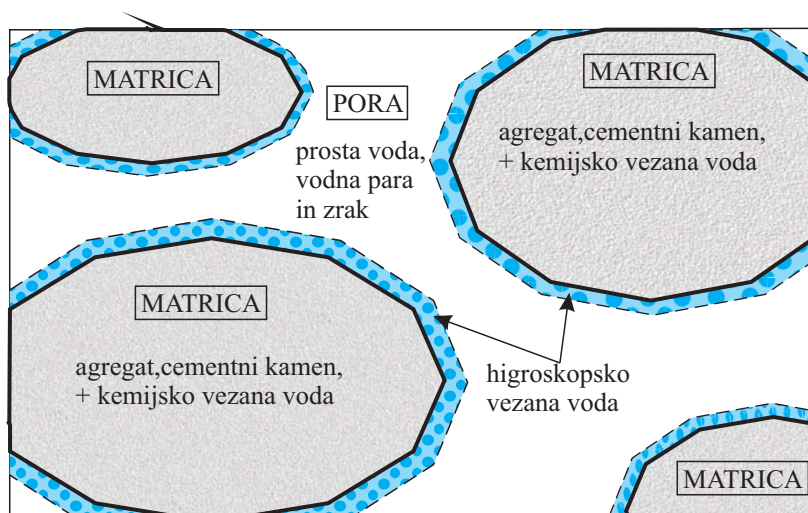 MATRICA
PORA
prosta voda,
vodna para
in zrak
MATRICA
agregat,cementni kamen,
+ kemijsko vezana voda
MATRICA
agregat,cementni kamen,
+ kemijsko vezana voda
higroskopsko
vezana voda
MATRICA